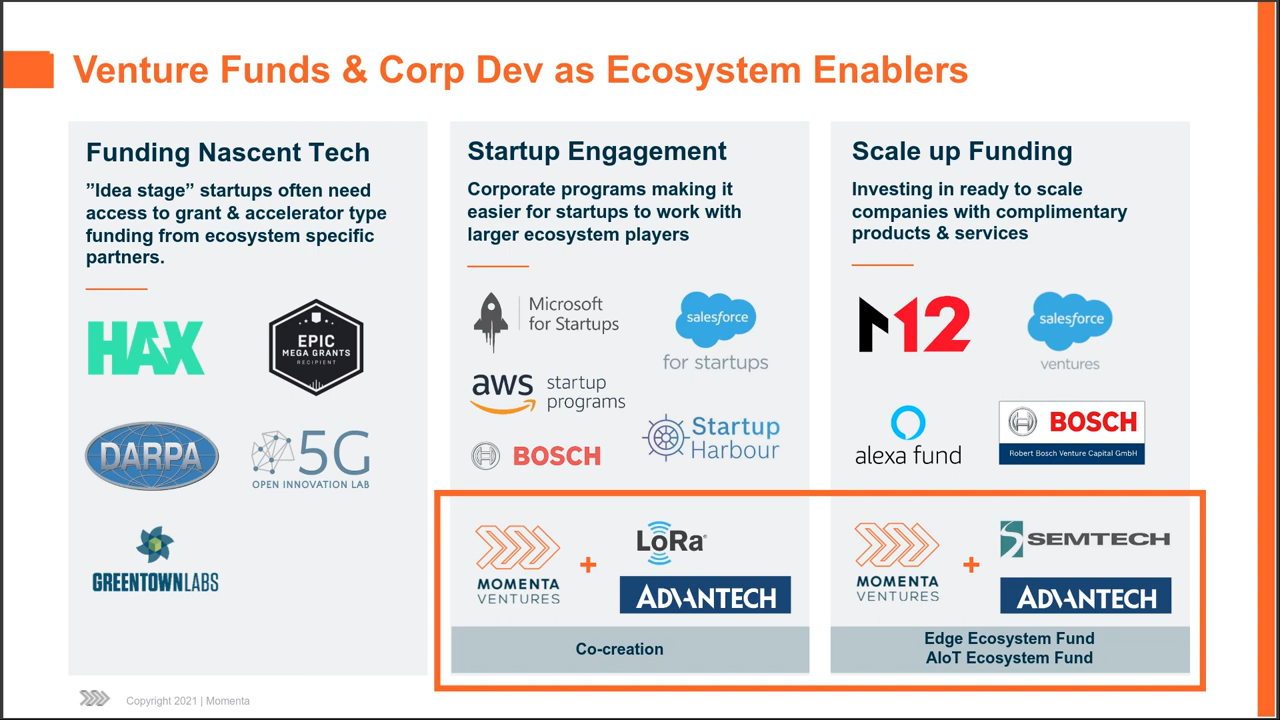 Venture Funds & Corp Dev as Ecosystem Enablers
Funding Nascent Tech
”Idea stage” startups often need
access to grant & accelerator type
funding from ecosystem specific
partners.
HAX
EPIC
MEGA GRANTS
RECIPIENT
DARPA
5G
OPEN INNOVATION LAB
GREENTOWNLABS
Startup Engagement
Corporate programs making it
easier for startups to work with
larger ecosystem players
Microsoft
for Startups
salesforce
for startups
aws startup
programs
Startup
Harbour
BOSCH
MOMENTA
VENTURES
+
LoRa®
ADVANTECH
Co-creation
Scale up Funding
Investing in ready to scale
companies with complimentary
products & services
M12
salesforce
ventures
alexa fund
BOSCH
Robert Bosch Venture Capital GmbH
MOMENTA
VENTURES
+
SEMTECH
ADVANTECH
Edge Ecosystem Fund
AIoT Ecosystem Fund
Copyright 2021 | Momenta